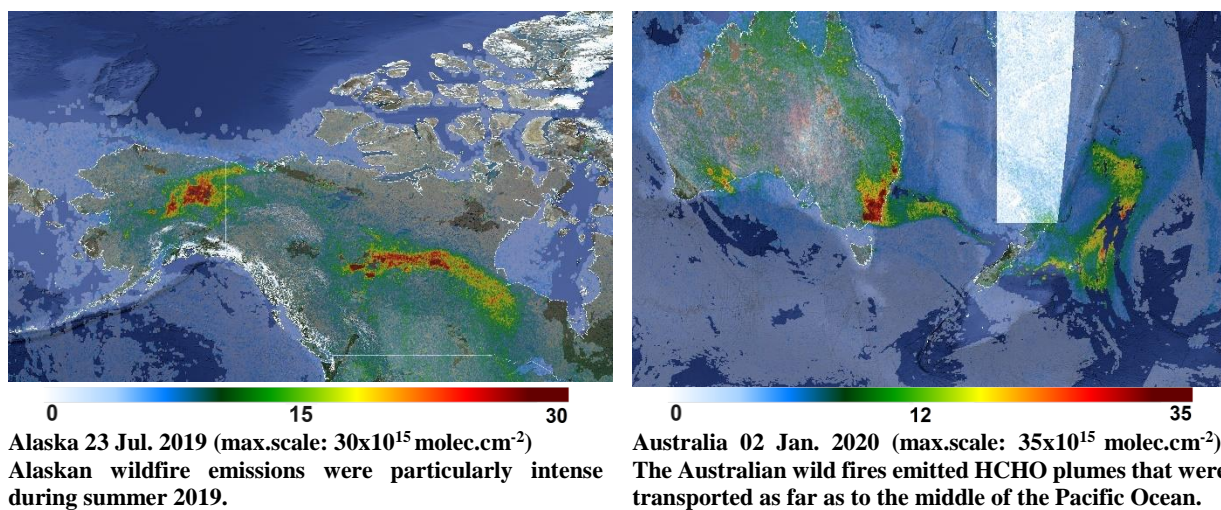 0 15 30
Alaska 23 Jul. 2019 (max.scale: 30x10¹⁵ molec.cm⁻²)
Alaskan wildfire emissions were particularly intense
during summer 2019.
0 12 35
Australia 02 Jan. 2020 (max.scale: 35x10¹⁵ molec.cm⁻²)
The Australian wild fires emitted HCHO plumes that were
transported as far as to the middle of the Pacific Ocean.